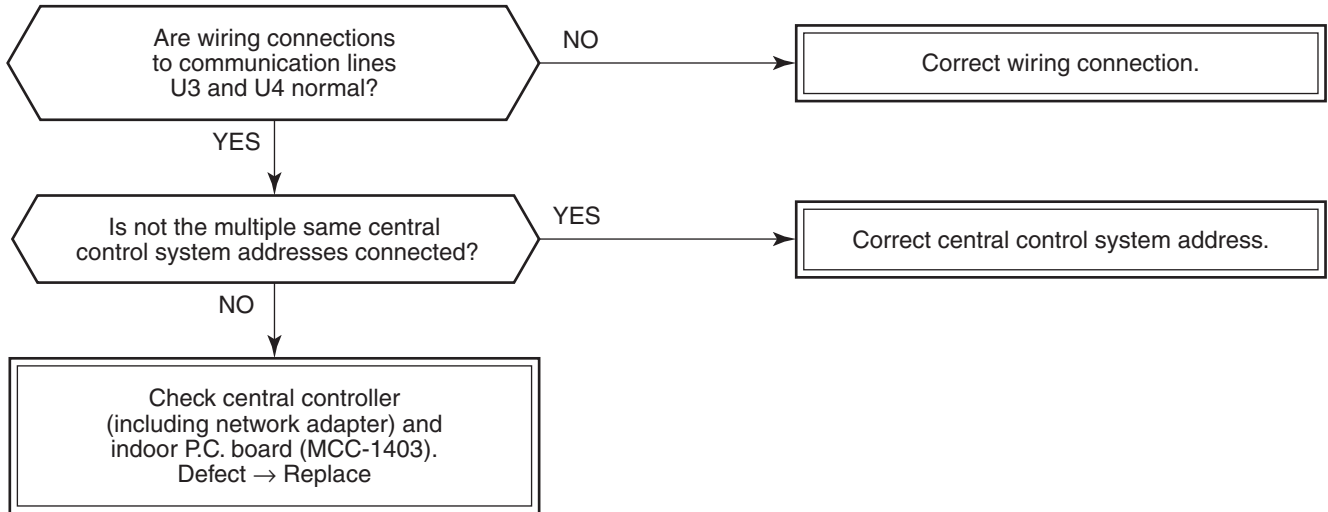 Are wiring connections
to communication lines
U3 and U4 normal?
NO
Correct wiring connection.
YES
Is not the multiple same central
control system addresses connected?
YES
Correct central control system address.
NO
Check central controller
(including network adapter) and
indoor P.C. board (MCC-1403).
Defect → Replace